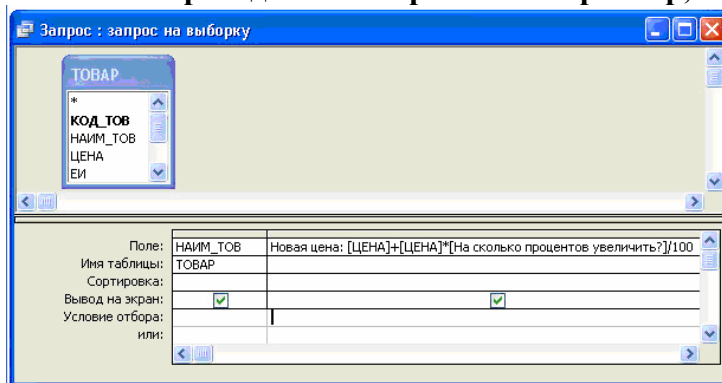 Запрос : запрос на выборку
ТОВАР
*
КОД_ТОВ
НАИМ_ТОВ
ЦЕНА
ЕИ
Поле: НАИМ_ТОВ Новая цена: [ЦЕНА]+[ЦЕНА]*[На сколько процентов увеличить?]/100
Имя таблицы: ТОВАР
Сортировка:
Вывод на экран:
Условие отбора:
или: